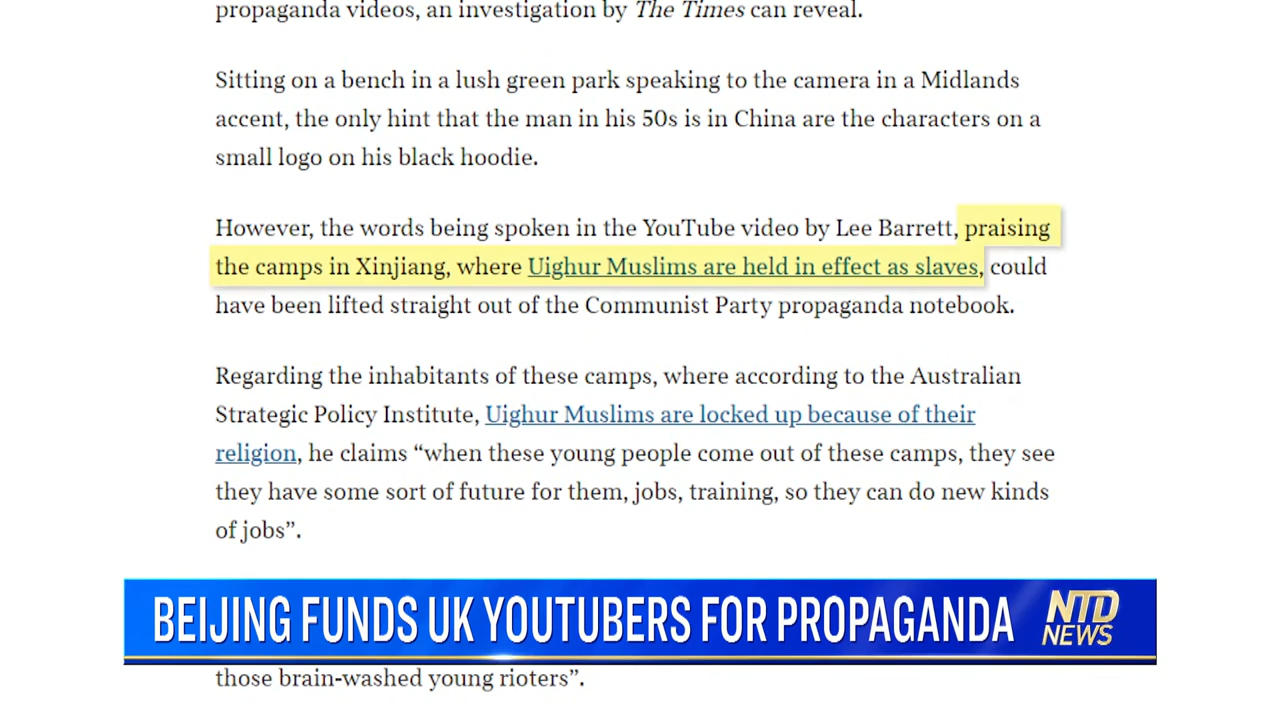 propaganda videos, an investigation by The Times can reveal.
Sitting on a bench in a lush green park speaking to the camera in a Midlands
accent, the only hint that the man in his 50s is in China are the characters on a
small logo on his black hoodie.
However, the words being spoken in the YouTube video by Lee Barrett, praising
the camps in Xinjiang, where Uighur Muslims are held in effect as slaves, could
have been lifted straight out of the Communist Party propaganda notebook.
Regarding the inhabitants of these camps, where according to the Australian
Strategic Policy Institute, Uighur Muslims are locked up because of their
religion, he claims “when these young people come out of these camps, they see
they have some sort of future for them, jobs, training, so they can do new kinds
of jobs”.
BEIJING FUNDS UK YOUTUBERS FOR PROPAGANDA
NTD
NEWS
those brain-washed young rioters”.